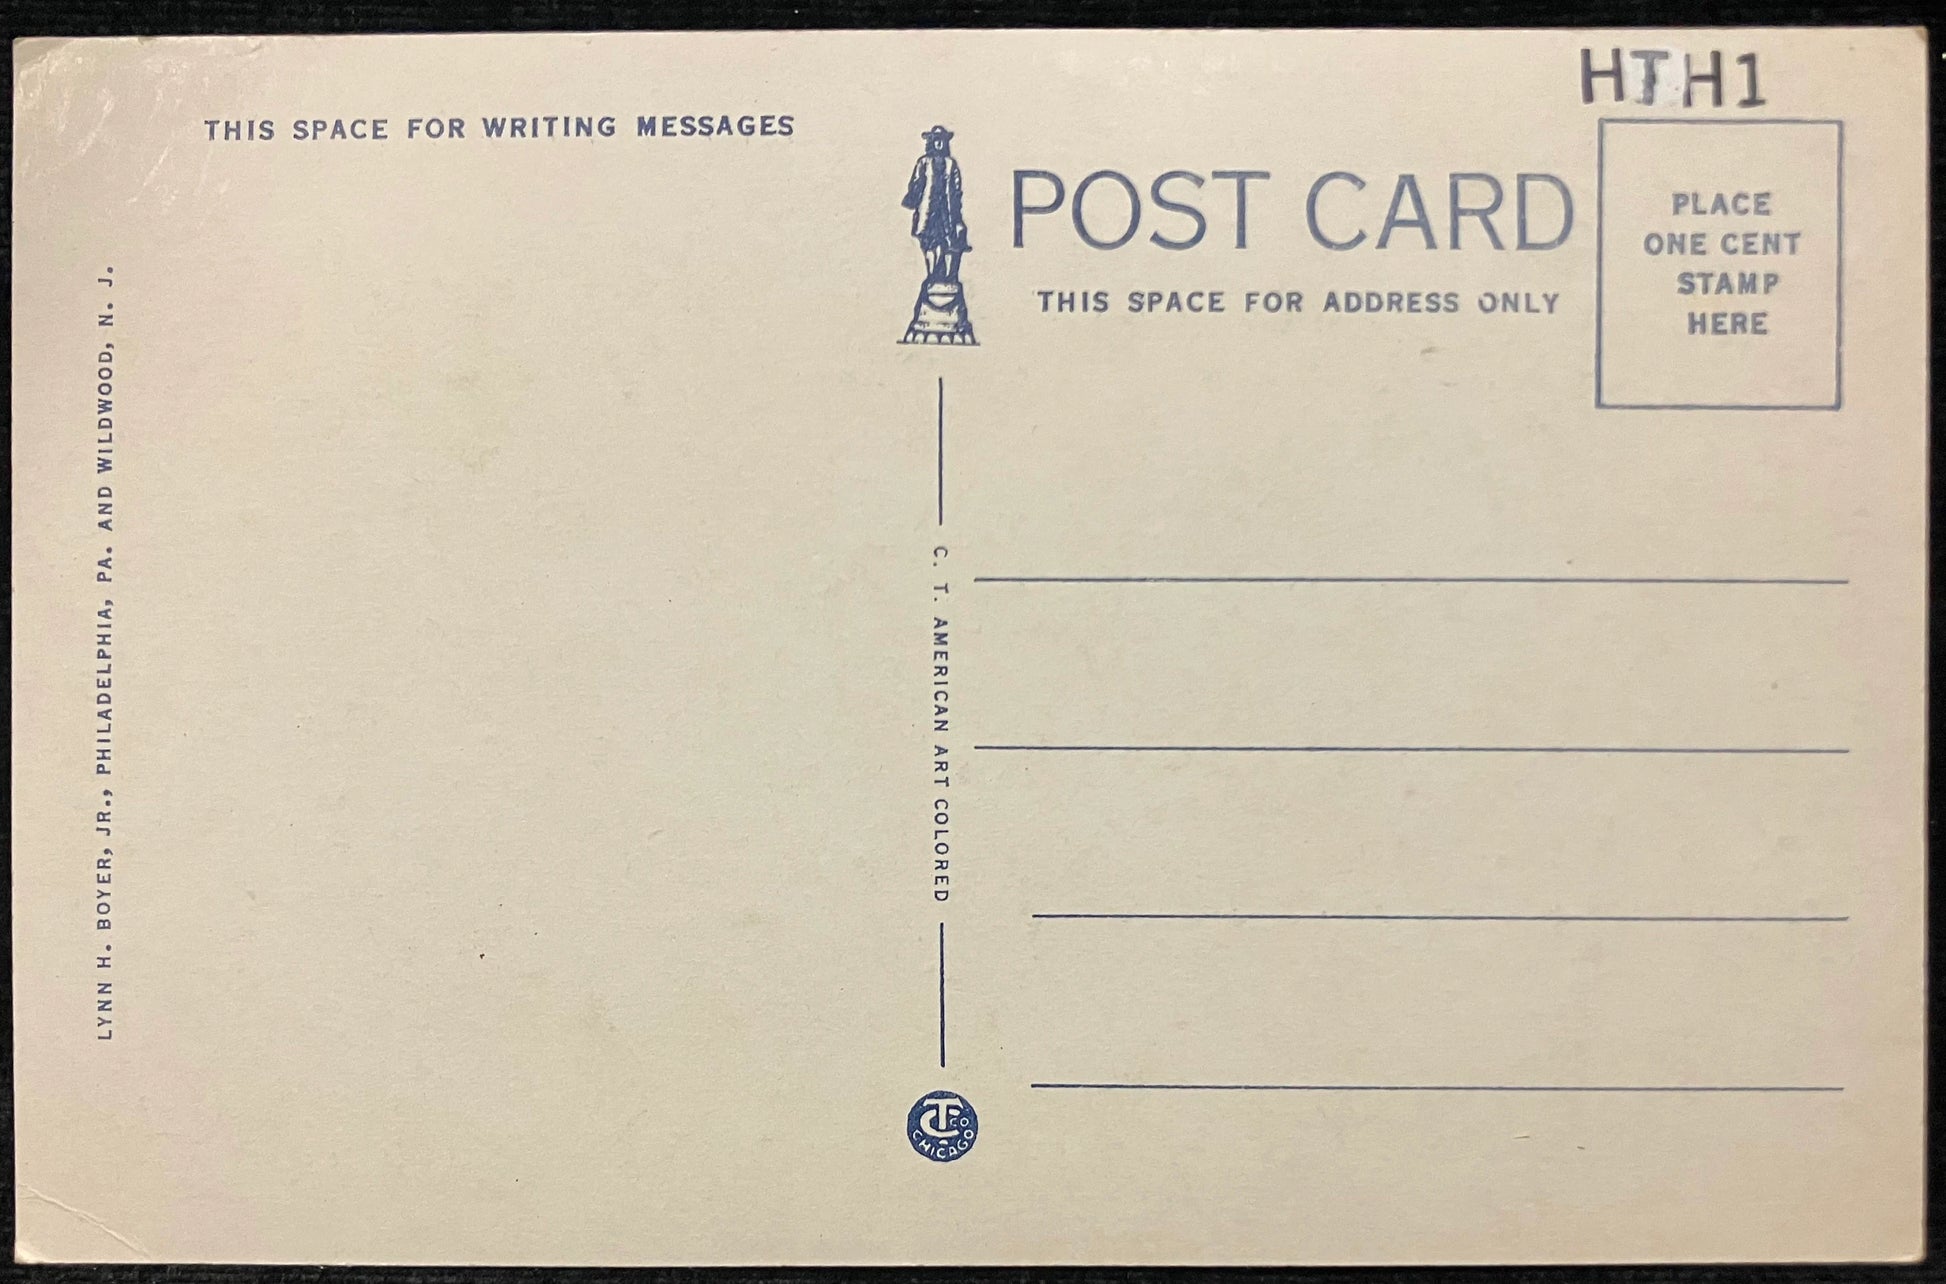 HTH1
THIS SPACE FOR WRITING MESSAGES
POST CARD
THIS SPACE FOR ADDRESS ONLY
PLACE
ONE CENT
STAMP
HERE
LYNN H. BOYER, JR., PHILADELPHIA, PA. AND WILDWOOD, N. J.
C. T. AMERICAN ART COLORED
CT CO
CHICAGO